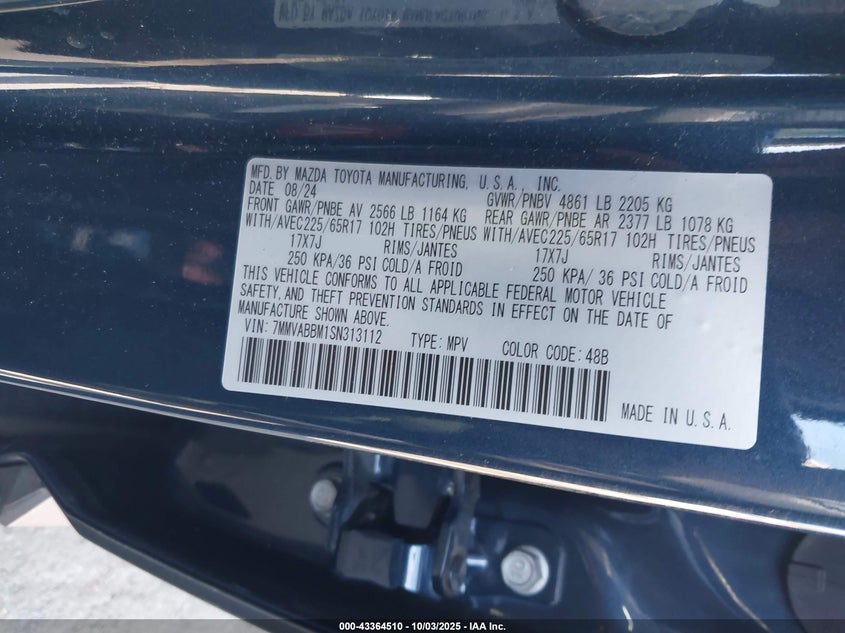 MFD. BY MAZDA TOYOTA MANUFACTURING, U.S.A., INC.
DATE 08/24 GVWR/PNBV 4861 LB 2205 KG
FRONT GAWR/PNBE AV 2566 LB 1164 KG REAR GAWR/PNBE AR 2377 LB 1078 KG
WITH/AVEC225/65R17 102H TIRES/PNEUS WITH/AVEC225/65R17 102H TIRES/PNEUS
17X7J RIMS/JANTES 17X7J RIMS/JANTES
250 KPA/36 PSI COLD/A FROID 250 KPA/ 36 PSI COLD/A FROID
THIS VEHICLE CONFORMS TO ALL APPLICABLE FEDERAL MOTOR VEHICLE
SAFETY, AND THEFT PREVENTION STANDARDS IN EFFECT ON THE DATE OF
MANUFACTURE SHOWN ABOVE.
VIN: 7MMVABBM1SN313112 TYPE: MPV COLOR CODE: 48B
MADE IN U.S.A.
000-43364510 - 10/03/2025 - IAA Inc.